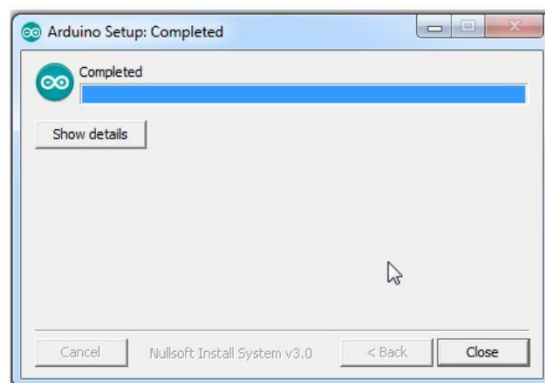 Arduino Setup: Completed
Completed
Show details
Cancel Nullsoft Install System v3.0 < Back Close